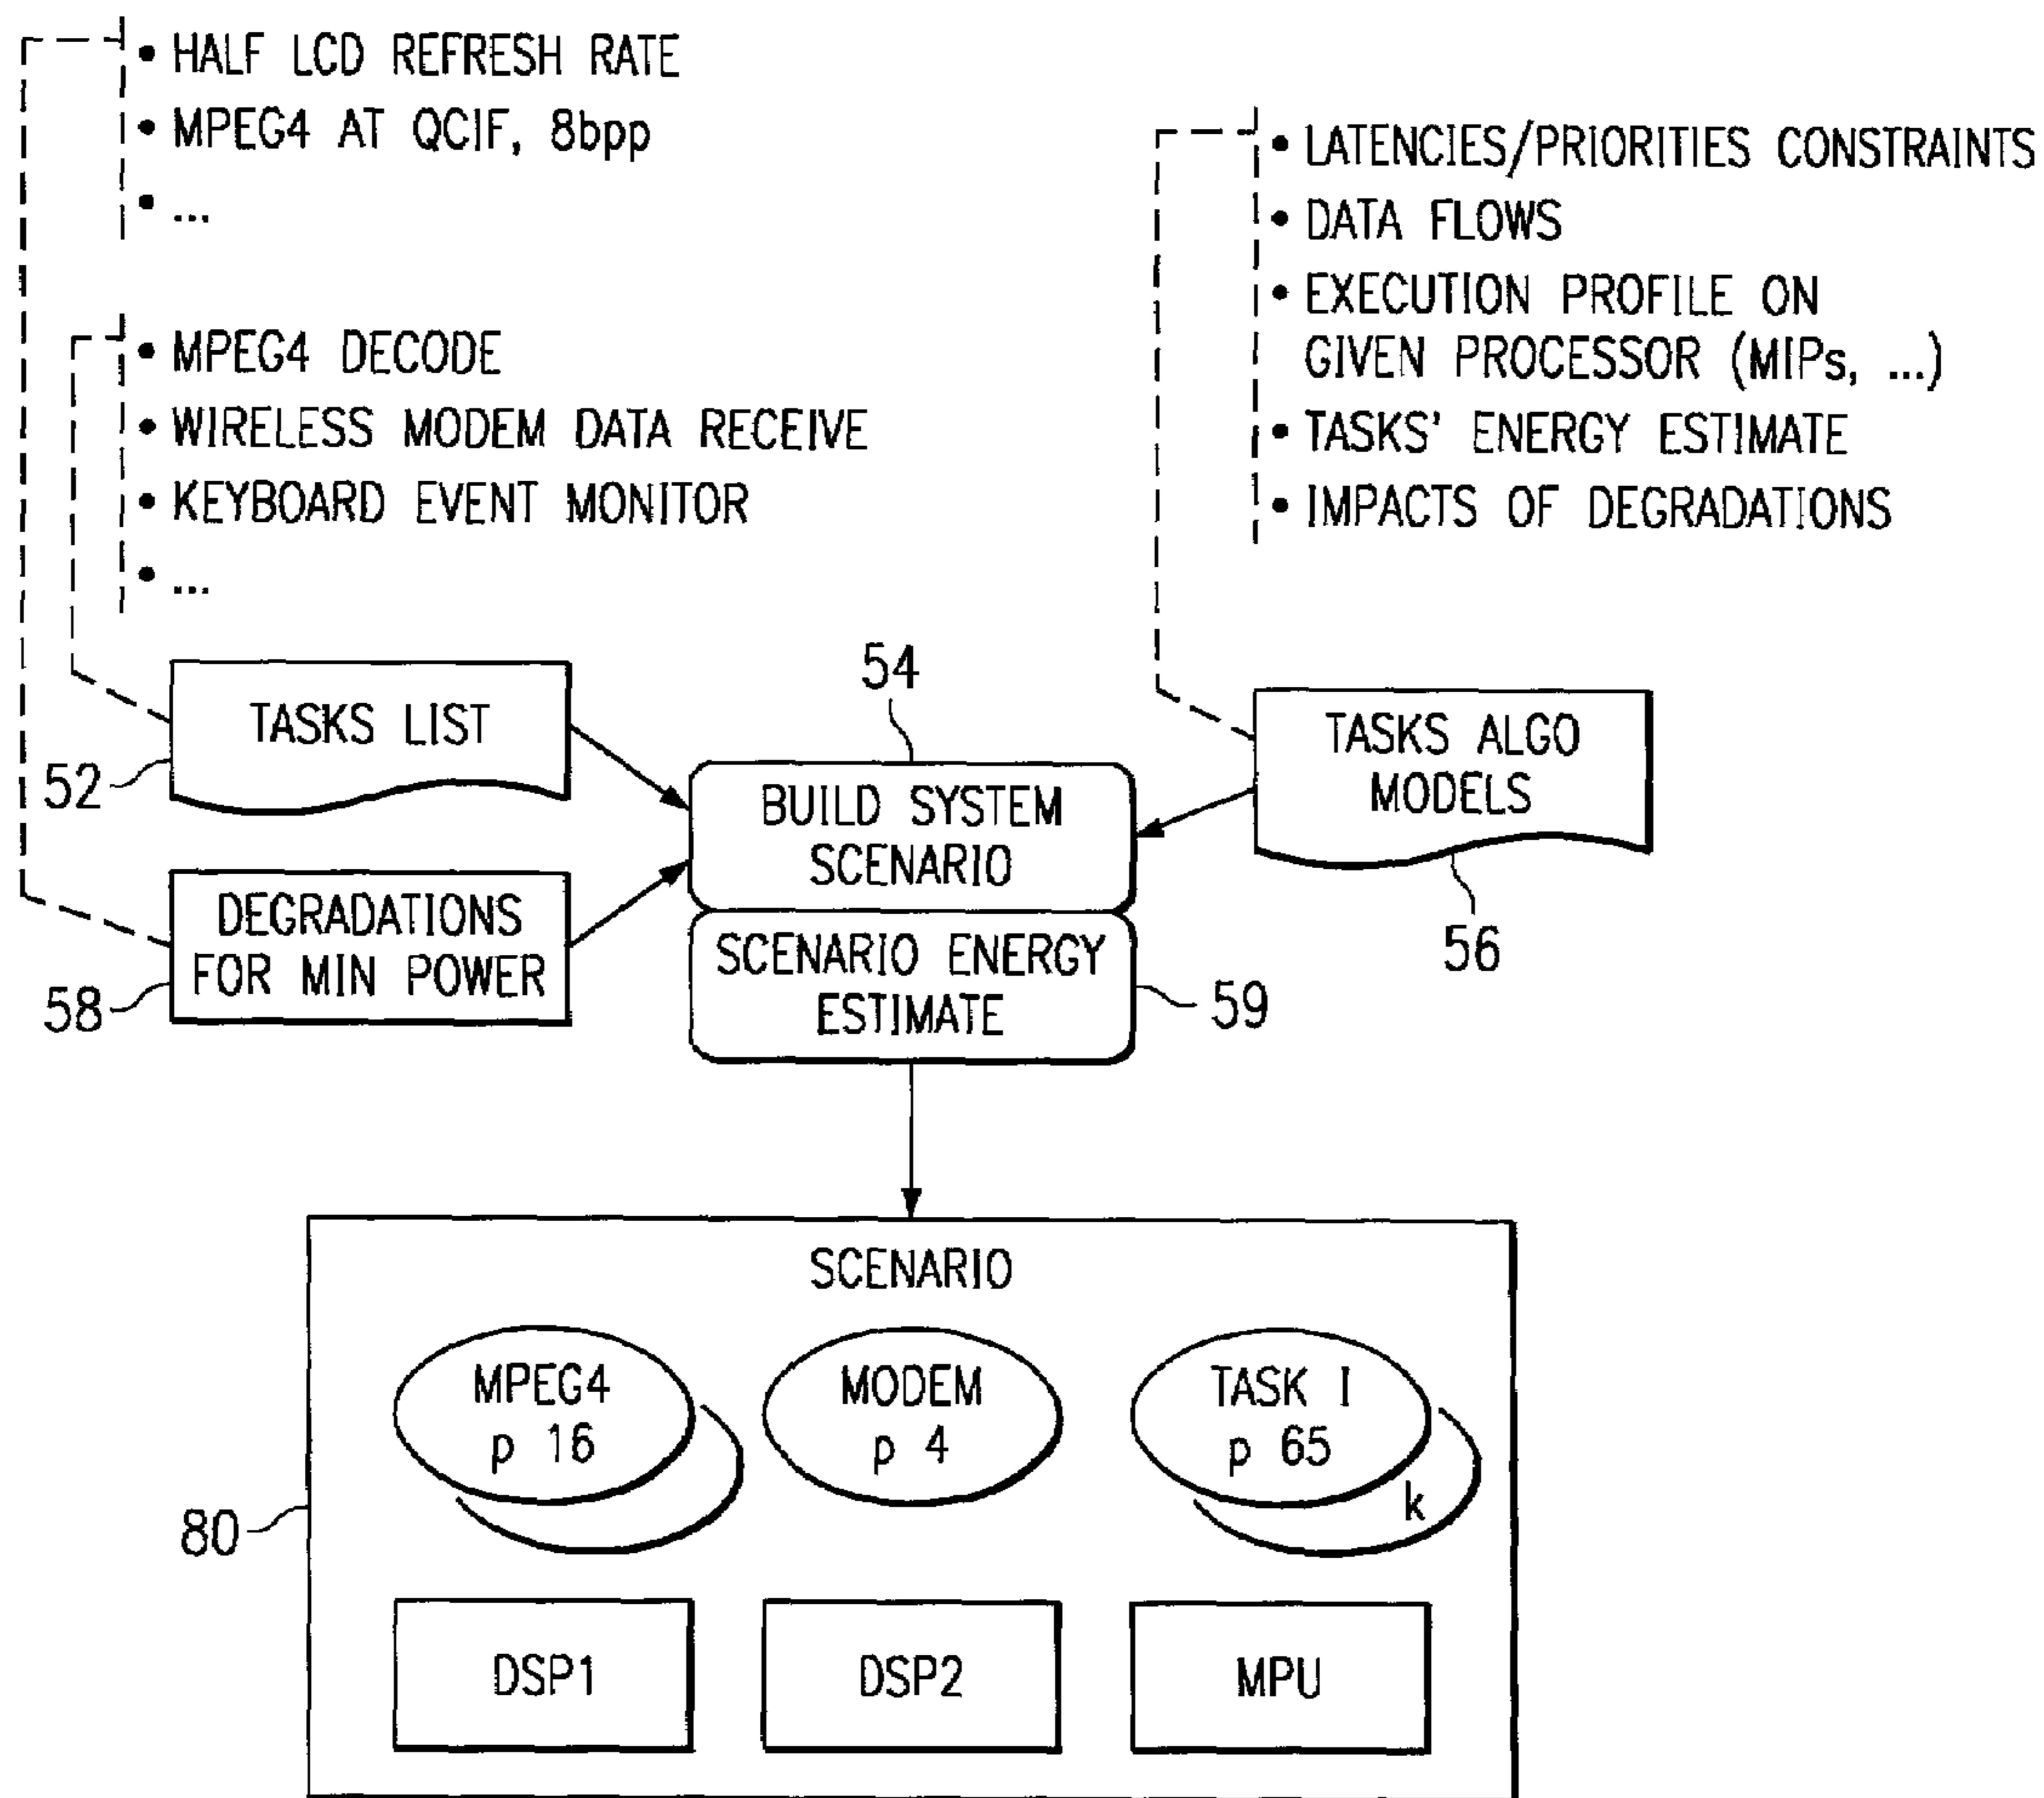 • HALF LCD REFRESH RATE
• MPEG4 AT QCIF, 8bpp
• ...
• MPEG4 DECODE
• WIRELESS MODEM DATA RECEIVE
• KEYBOARD EVENT MONITOR
• ...
• LATENCIES/PRIORITIES CONSTRAINTS
• DATA FLOWS
• EXECUTION PROFILE ON
GIVEN PROCESSOR (MIPs, ...)
• TASKS' ENERGY ESTIMATE
• IMPACTS OF DEGRADATIONS
TASKS LIST
52
54
BUILD SYSTEM
SCENARIO
TASKS ALGO
MODELS
56
DEGRADATIONS
FOR MIN POWER
58
SCENARIO ENERGY
ESTIMATE
59
SCENARIO
MPEG4
p 16
MODEM
p 4
TASK I
p 65
k
80
DSP1
DSP2
MPU